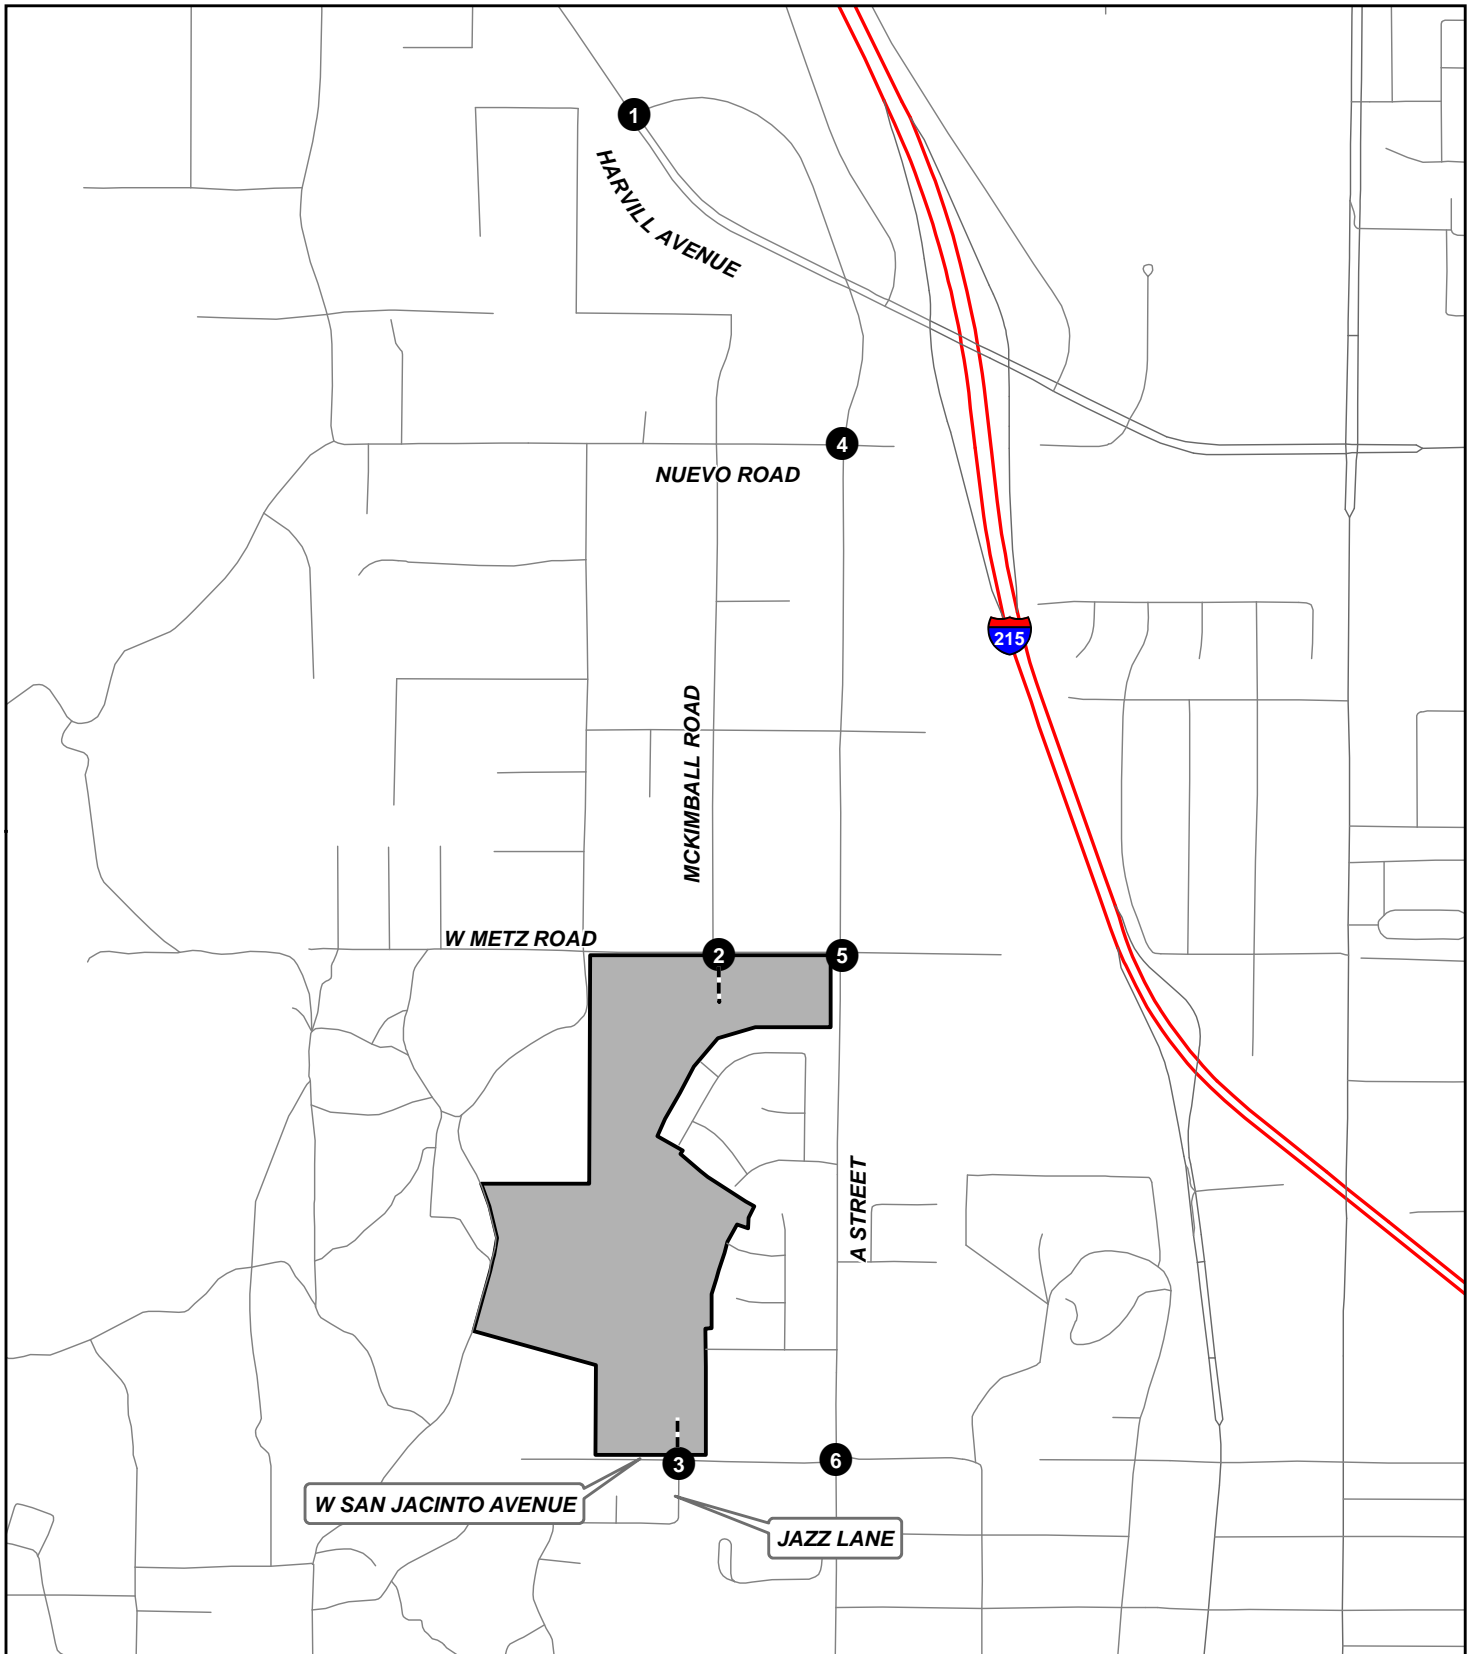 1
HARVILL AVENUE
4
NUEVO ROAD
215
MCKIMBALL ROAD
W METZ ROAD
2
5
A STREET
3
6
W SAN JACINTO AVENUE
JAZZ LANE